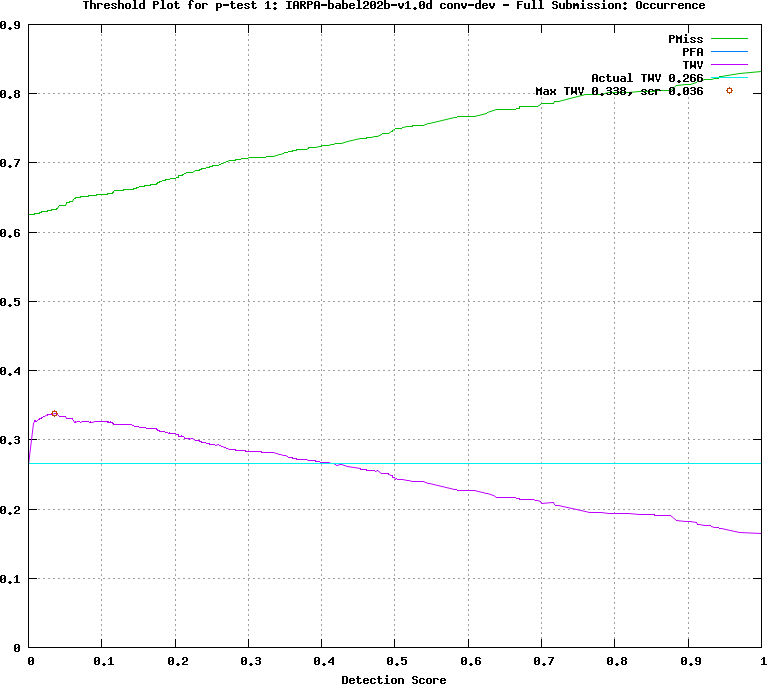 Threshold Plot for p-test 1: IARPA-babel202b-v1.0d conv-dev - Full Submission: Occurrence
0.9
PMiss
PFA
TWV
Actual TWV 0.266
Max TWV 0.338, scr 0.036
0.8
0.7
0.6
0.5
0.4
0.3
0.2
0.1
0
0 0.1 0.2 0.3 0.4 0.5 0.6 0.7 0.8 0.9 1
Detection Score